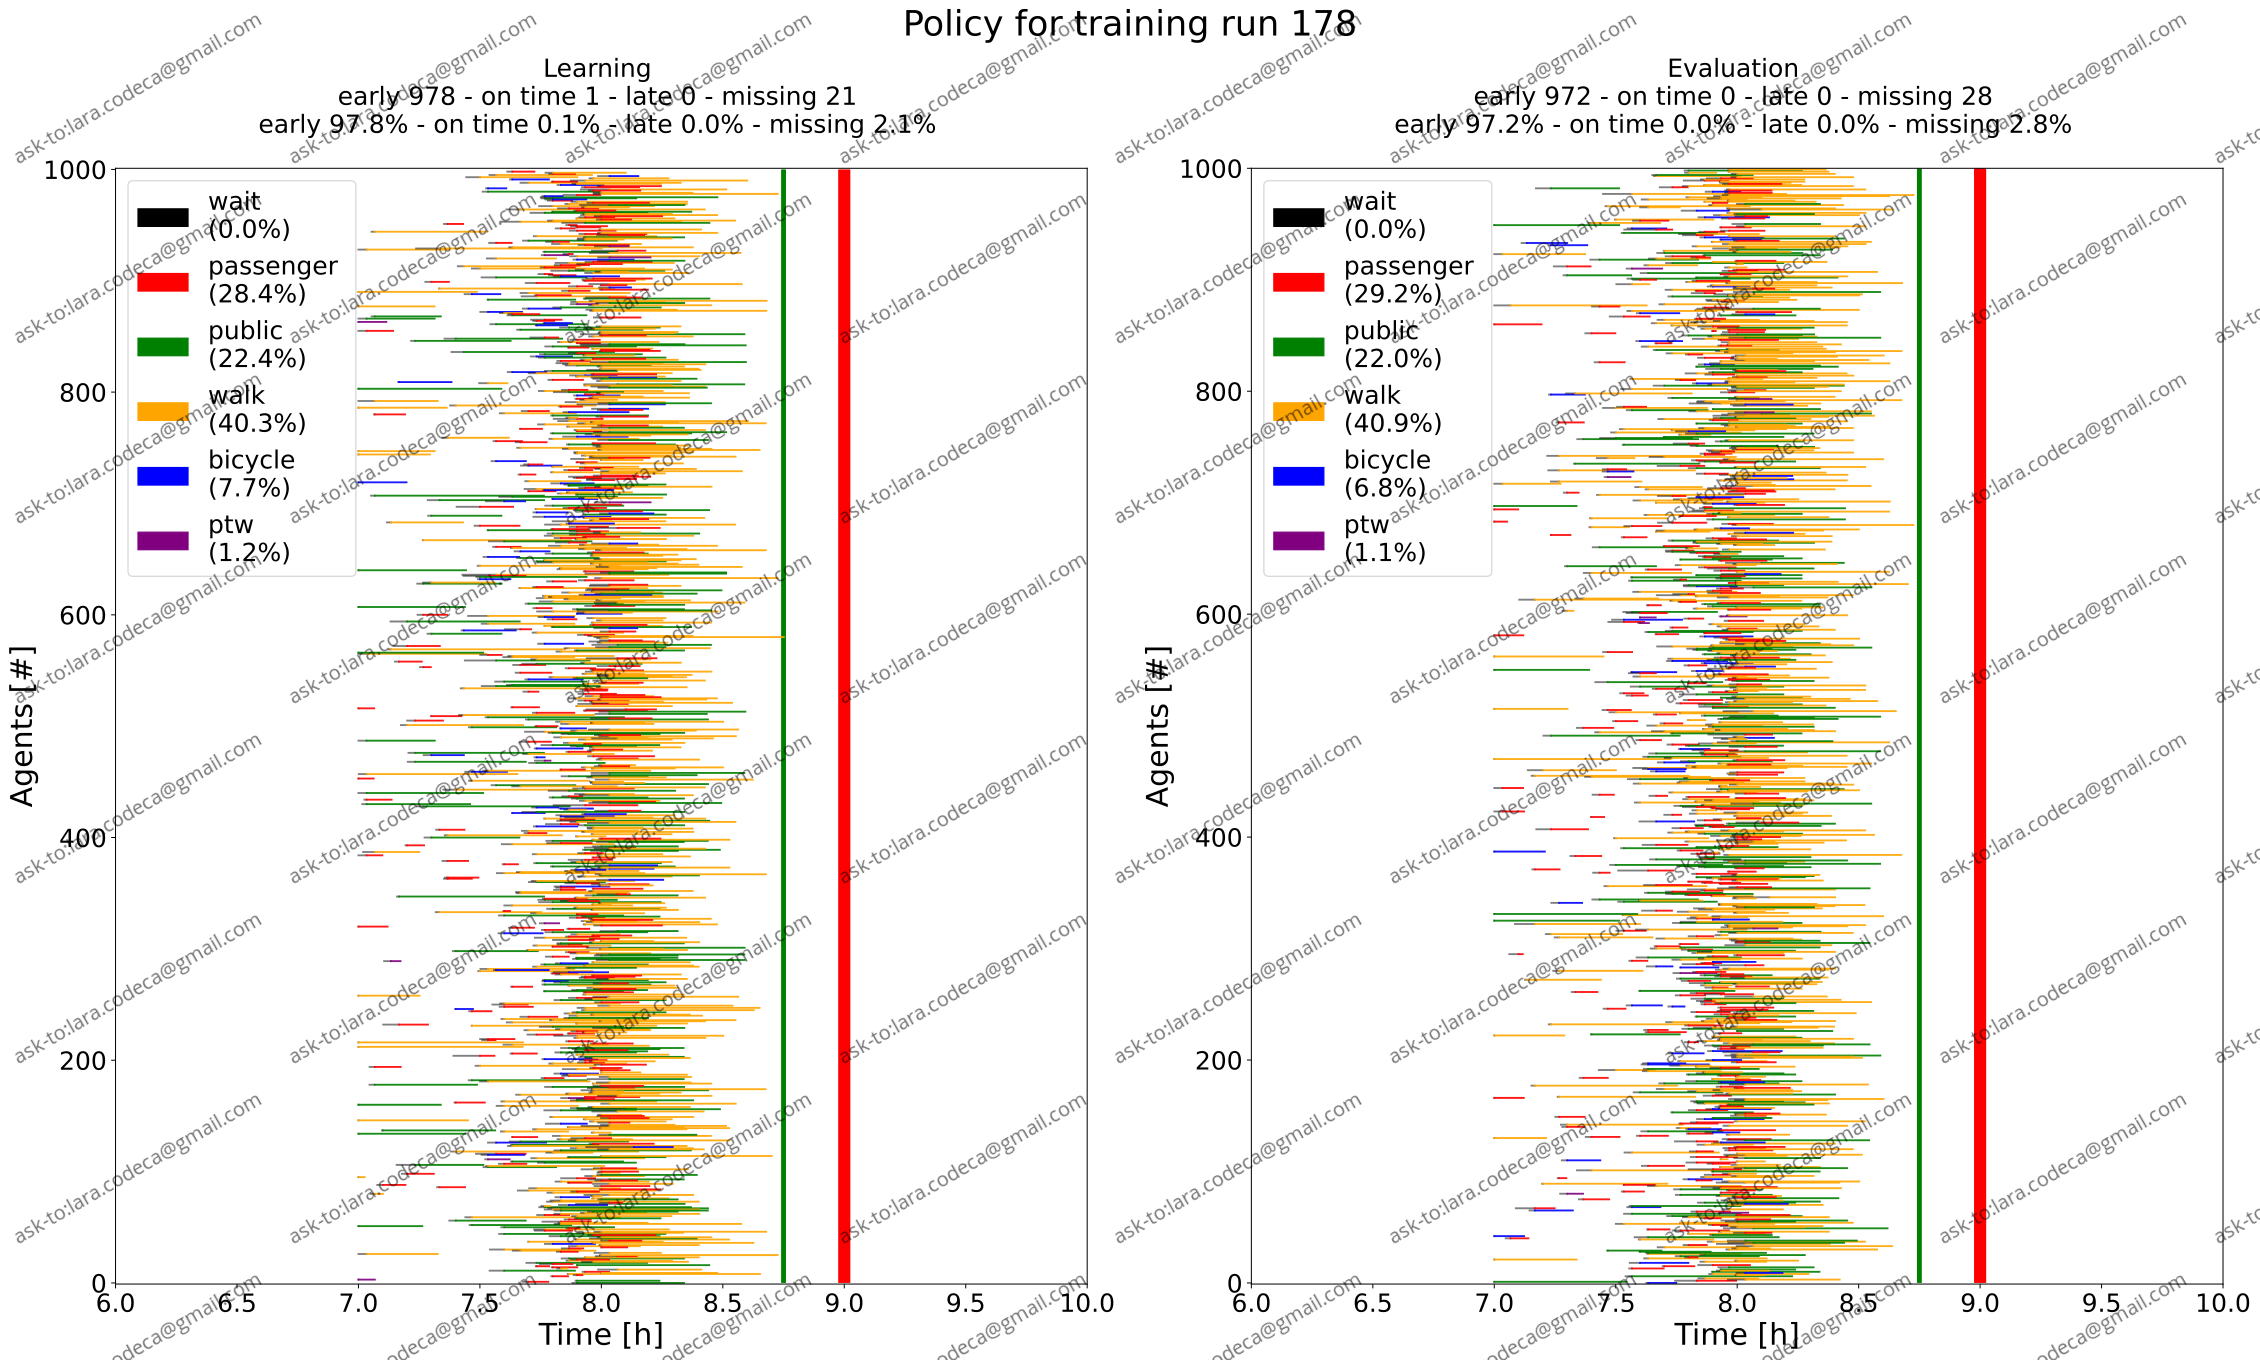 Policy for training run 178
Learning
early 978 - on time 1 - late 0 - missing 21
early 97.8% - on time 0.1% - late 0.0% - missing 2.1%
1000
800
600
400
200
0
Agents [#]
wait
(0.0%)
passenger
(28.4%)
public
(22.4%)
walk
(40.3%)
bicycle
(7.7%)
ptw
(1.2%)
6.0 6.5 7.0 7.5 8.0 8.5 9.0 9.5 10.0
Time [h]
Evaluation
early 972 - on time 0 - late 0 - missing 28
early 97.2% - on time 0.0% - late 0.0% - missing 2.8%
1000
800
600
400
200
0
Agents [#]
wait
(0.0%)
passenger
(29.2%)
public
(22.0%)
walk
(40.9%)
bicycle
(6.8%)
ptw
(1.1%)
6.0 6.5 7.0 7.5 8.0 8.5 9.0 9.5 10.0
Time [h]
ask-to:lara.codeca@gmail.com